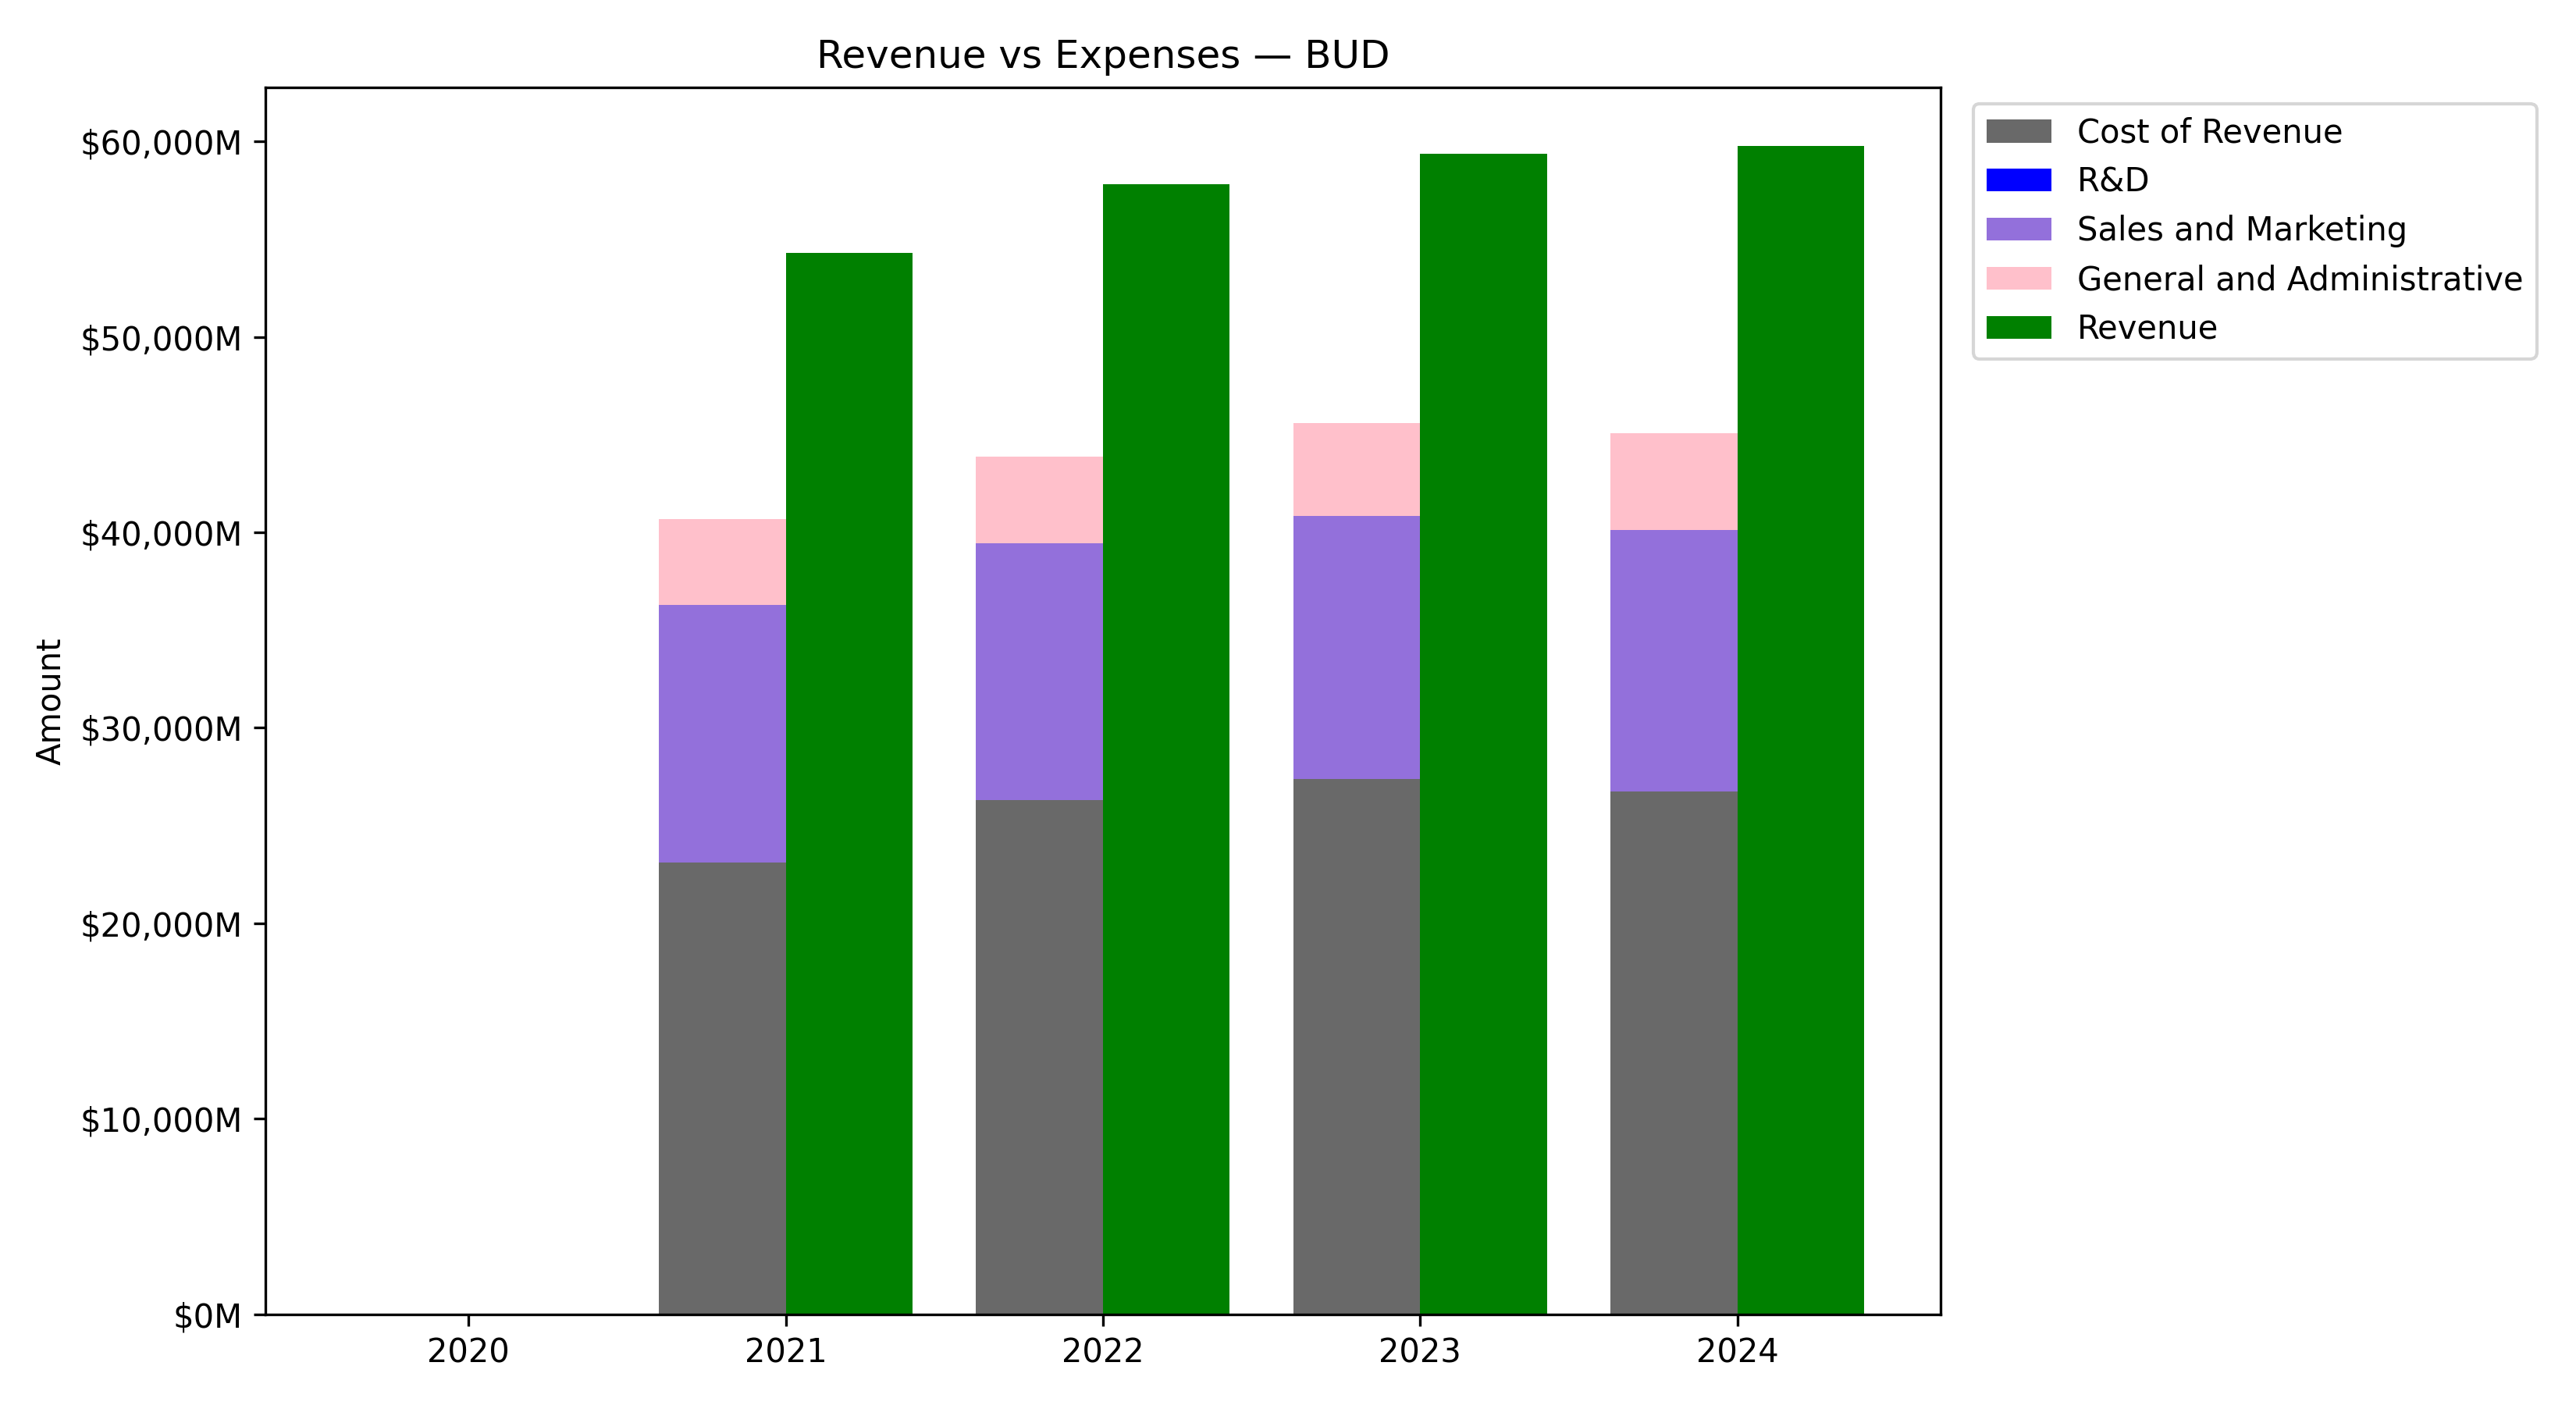 Revenue vs Expenses — BUD
$60,000M
$50,000M
$40,000M
$30,000M
$20,000M
$10,000M
$0M
Amount
2020
2021
2022
2023
2024
Cost of Revenue
R&D
Sales and Marketing
General and Administrative
Revenue